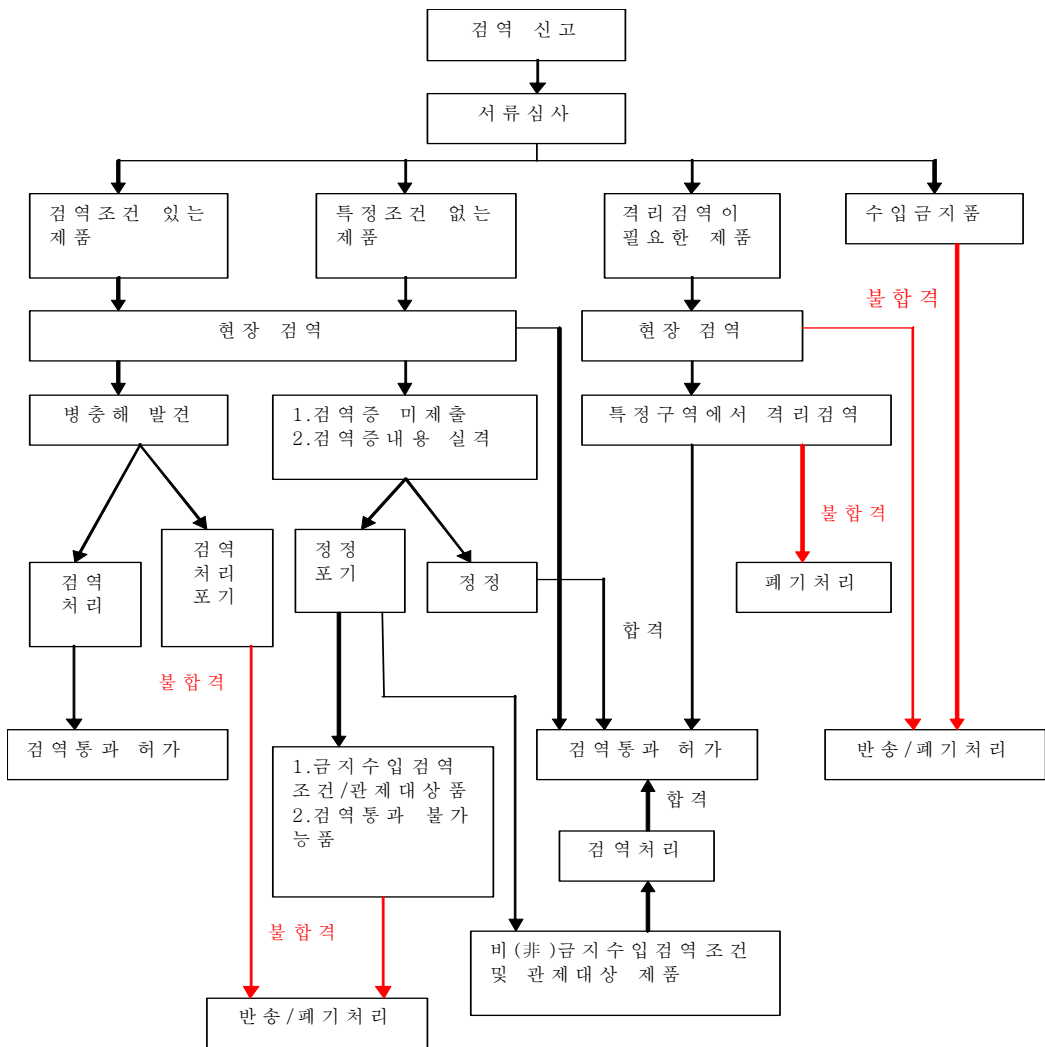 검역 신고
서류심사
검역조건 있는
제품
특정조건 없는
제품
격리검역이
필요한 제품
수입금지품
불합격
현장 검역
현장 검역
병충해 발견
1.검역증 미제출
2.검역증내용 실격
특정구역에서 격리검역
불합격
검역
처리
검역
처리
포기
정정
포기
정정
폐기처리
합격
불합격
검역통과 허가
1.금지수입검역
조건/관제대상품
2.검역통과 불가
능품
검역통과 허가
반송/폐기처리
합격
검역처리
불합격
비(非)금지수입검역조건
및 관제대상 제품
반송/폐기처리